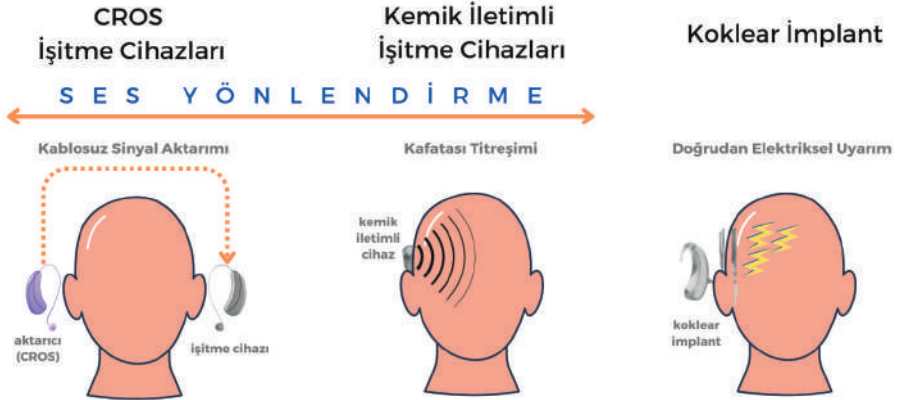 CROS
İşitme Cihazları
Kemik İletimli
İşitme Cihazları
Koklear İmplant
SES YÖNLENDİRME
Kablosuz Sinyal Aktarımı
Kafatası Titreşimi
Doğrudan Elektriksel Uyarım
aktarıcı
(CROS)
işitme cihazı
kemik
iletimli
cihaz
koklear
implant